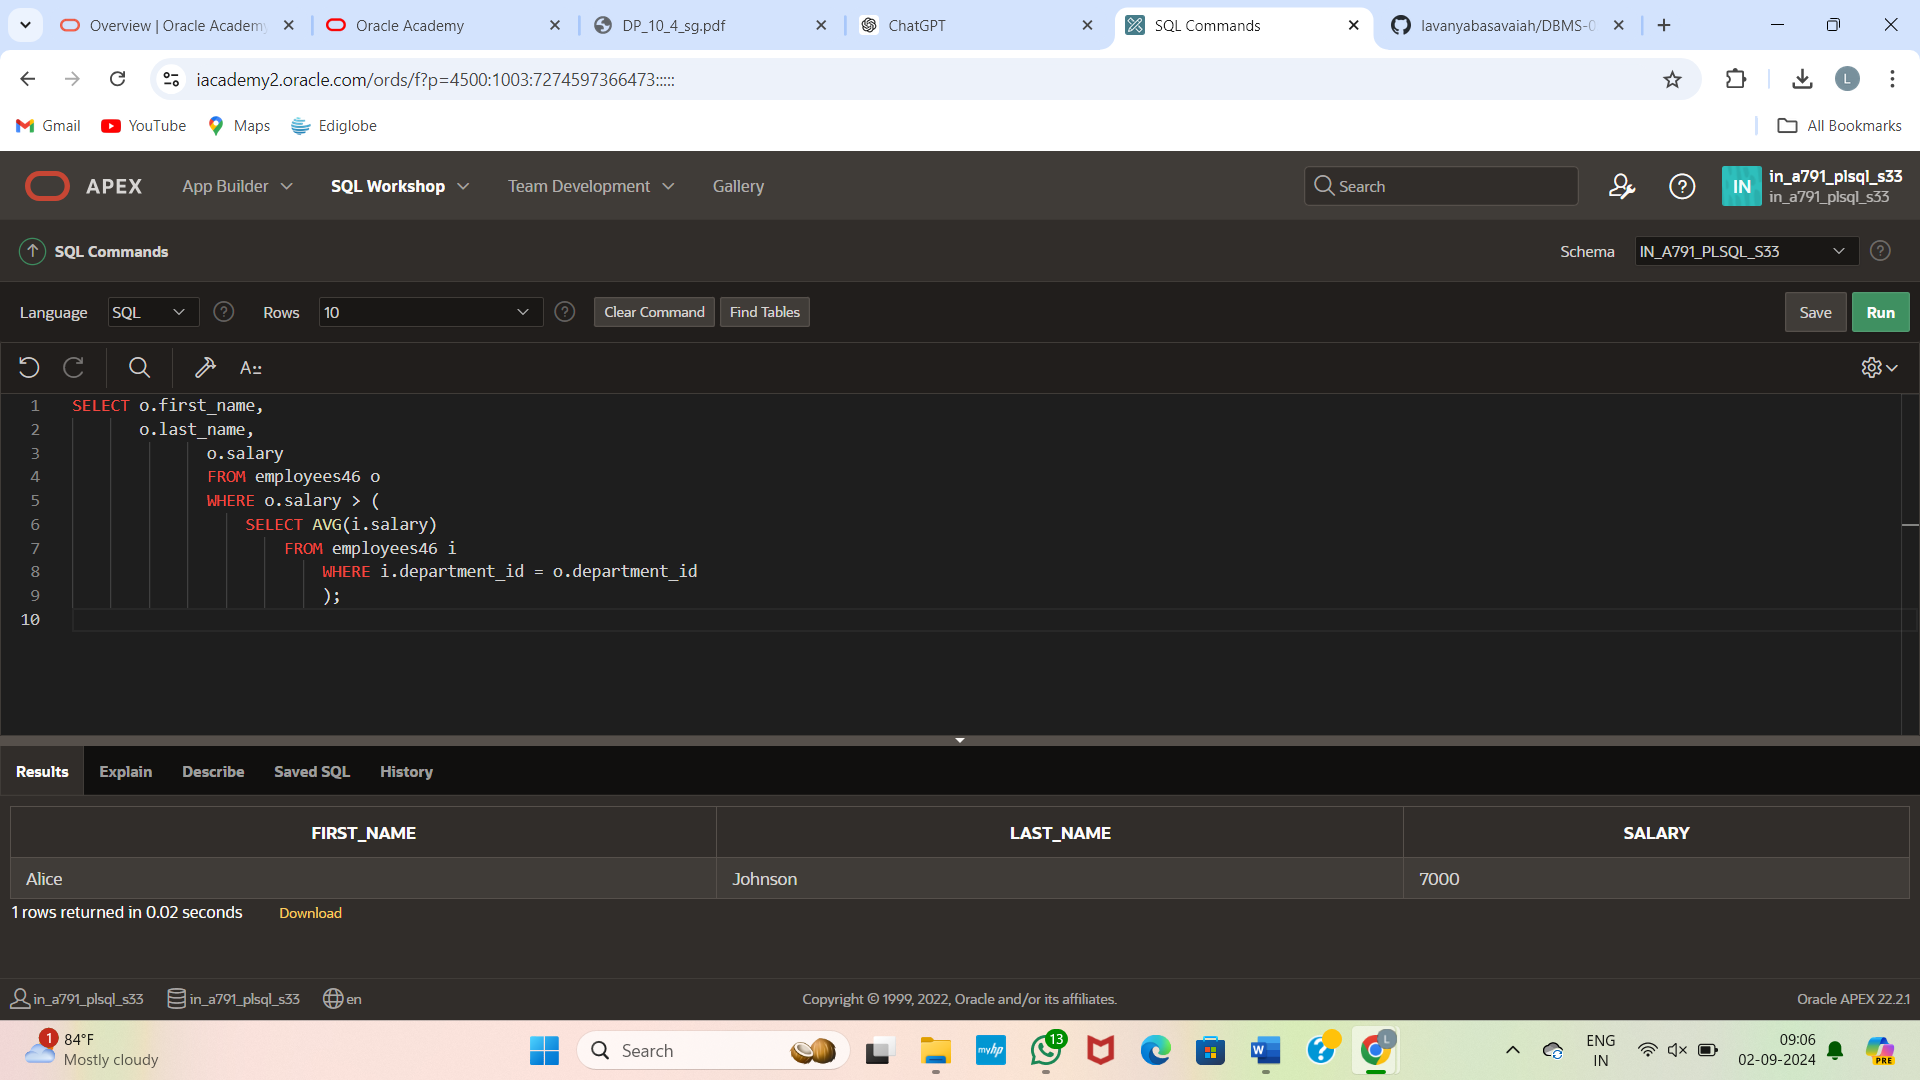 Overview | Oracle Academy
Oracle Academy
DP_10_4_sg.pdf
ChatGPT
SQL Commands
lavanyabasavaiah/DBMS-0
iacademy2.oracle.com/ords/f?p=4500:1003:7274597366473:::::
L
Gmail
YouTube
Maps
Ediglobe
All Bookmarks
APEX
App Builder
SQL Workshop
Team Development
Gallery
Search
IN
in_a791_plsql_s33
in_a791_plsql_s33
SQL Commands
Schema
IN_A791_PLSQL_S33
Language
SQL
Rows
10
Clear Command
Find Tables
Save
Run
A::
1 SELECT o.first_name,
2 o.last_name,
3 o.salary
4 FROM employees46 o
5 WHERE o.salary > (
6 SELECT AVG(i.salary)
7 FROM employees46 i
8 WHERE i.department_id = o.department_id
9 );
10
Results
Explain
Describe
Saved SQL
History
FIRST_NAME LAST_NAME SALARY
Alice Johnson 7000
1 rows returned in 0.02 seconds
Download
in_a791_plsql_s33
in_a791_plsql_s33
en
Copyright © 1999, 2022, Oracle and/or its affiliates.
Oracle APEX 22.2.1
1
84°F
Mostly cloudy
Search
myhp
13
W
L
ENG
IN
09:06
02-09-2024
PRE